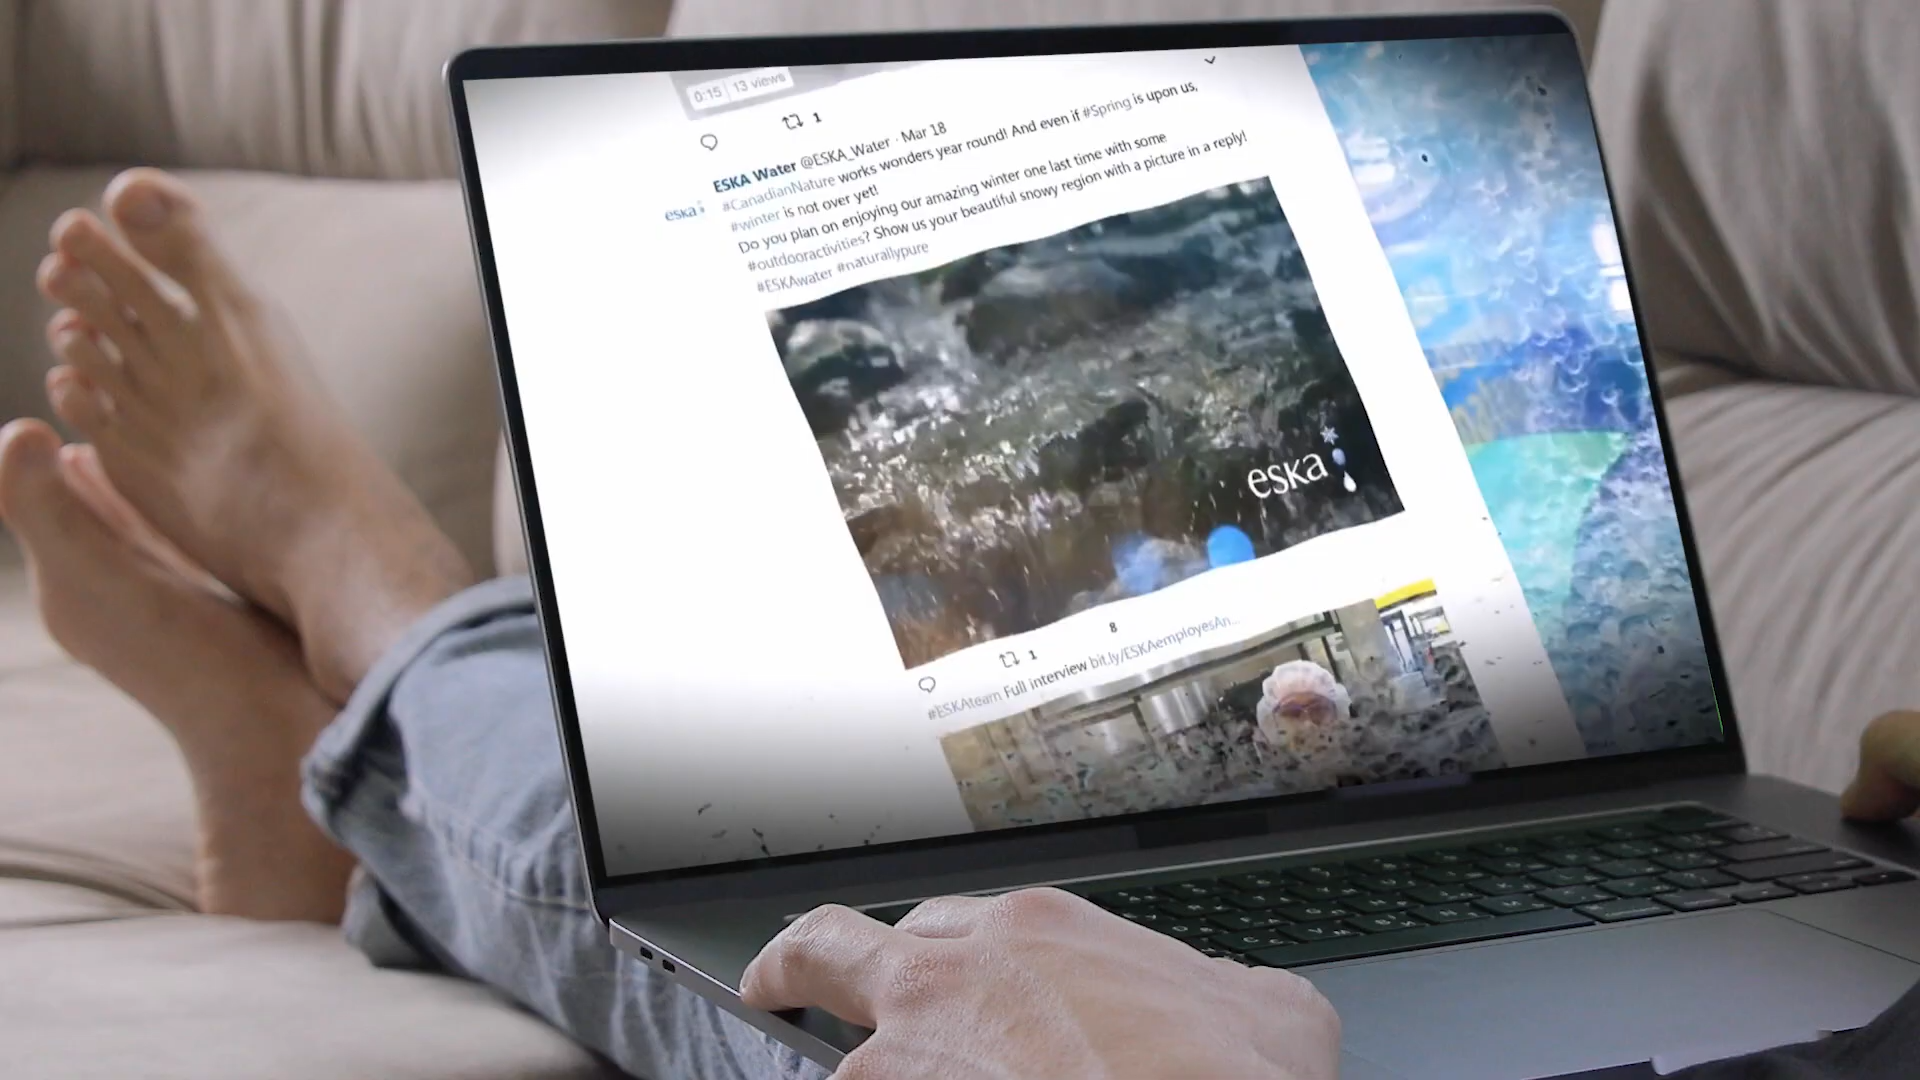 0:15 13 views
1
ESKA Water @ESKA_Water · Mar 18
#CanadianNature works wonders year round! And even if #Spring is upon us,
#winter is not over yet!
Do you plan on enjoying our amazing winter one last time with some
#outdooractivities? Show us your beautiful snowy region with a picture in a reply!
#ESKAwater #naturallypure
eska
eska
1
8
#ESKAteam Full interview bit.ly/ESKAemployesAn...